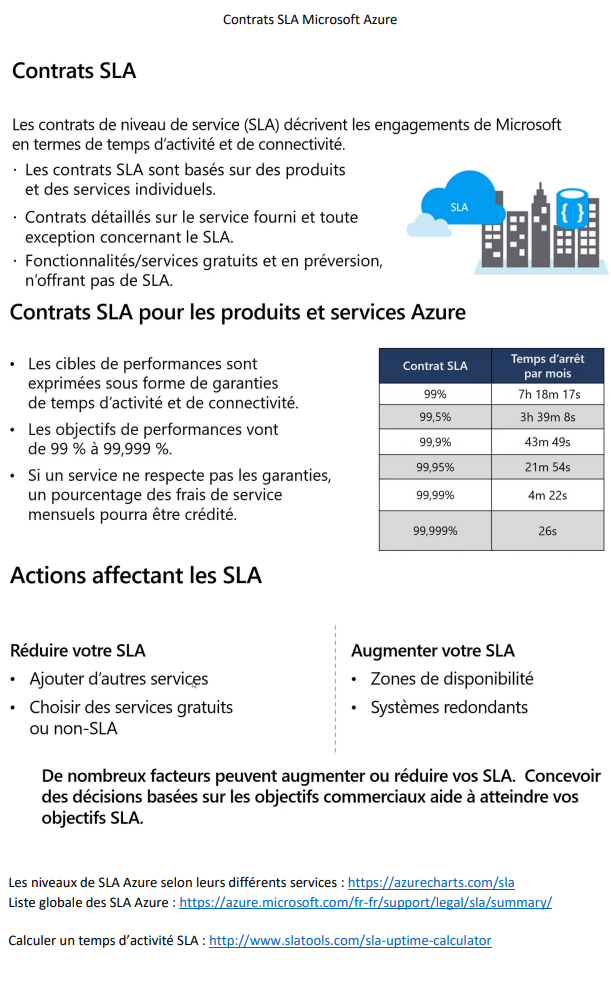 Contrats SLA Microsoft Azure
Contrats SLA
Les contrats de niveau de service (SLA) décrivent les engagements de Microsoft
en termes de temps d’activité et de connectivité.
· Les contrats SLA sont basés sur des produits
et des services individuels.
· Contrats détaillés sur le service fourni et toute
exception concernant le SLA.
· Fonctionnalités/services gratuits et en préversion,
n’offrant pas de SLA.
SLA
{ }
Contrats SLA pour les produits et services Azure
• Les cibles de performances sont
exprimées sous forme de garanties
de temps d’activité et de connectivité.
• Les objectifs de performances vont
de 99 % à 99,999 %.
• Si un service ne respecte pas les garanties,
un pourcentage des frais de service
mensuels pourra être crédité.
Contrat SLA Temps d’arrêt
par mois
99% 7h 18m 17s
99,5% 3h 39m 8s
99,9% 43m 49s
99,95% 21m 54s
99,99% 4m 22s
99,999% 26s
Actions affectant les SLA
Réduire votre SLA
• Ajouter d’autres services
• Choisir des services gratuits
ou non-SLA
Augmenter votre SLA
• Zones de disponibilité
• Systèmes redondants
De nombreux facteurs peuvent augmenter ou réduire vos SLA. Concevoir
des décisions basées sur les objectifs commerciaux aide à atteindre vos
objectifs SLA.
Les niveaux de SLA Azure selon leurs différents services : https://azurecharts.com/sla
Liste globale des SLA Azure : https://azure.microsoft.com/fr-fr/support/legal/sla/summary/
Calculer un temps d’activité SLA : http://www.slatools.com/sla-uptime-calculator